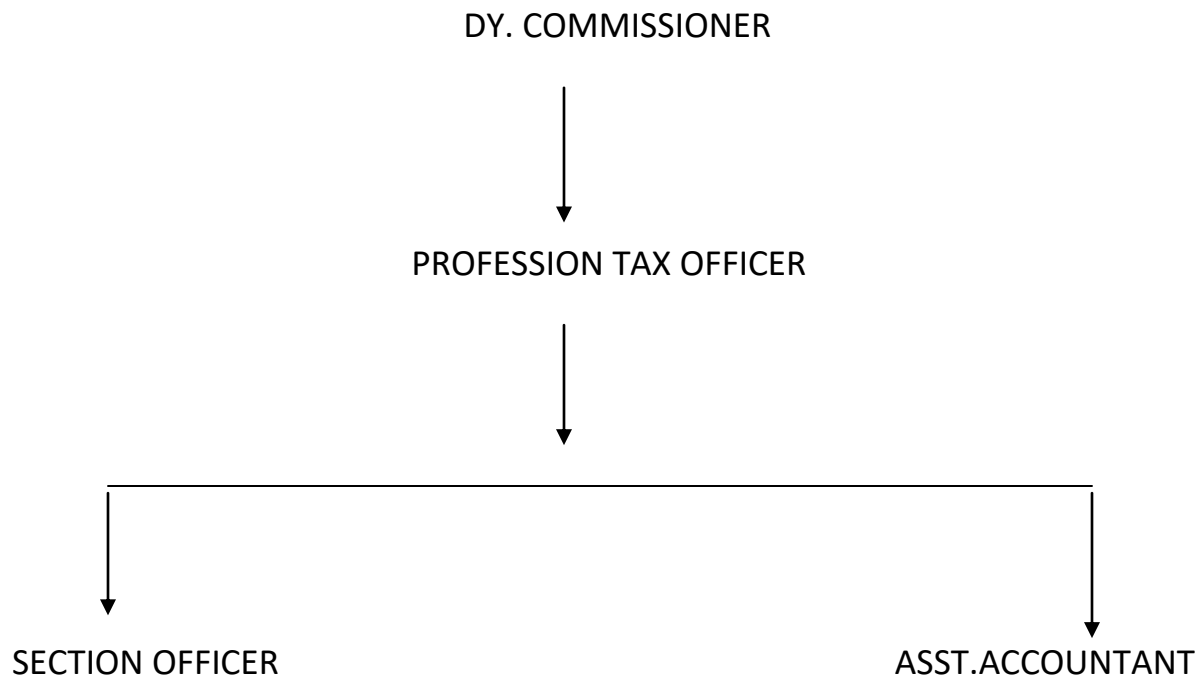 DY. COMMISSIONER
PROFESSION TAX OFFICER
SECTION OFFICER
ASST.ACCOUNTANT